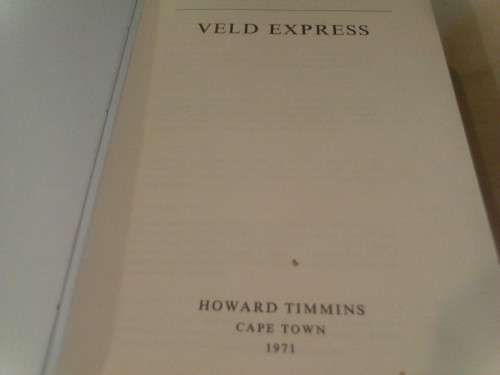 VELD EXPRESS
HOWARD TIMMINS
CAPE TOWN
1971